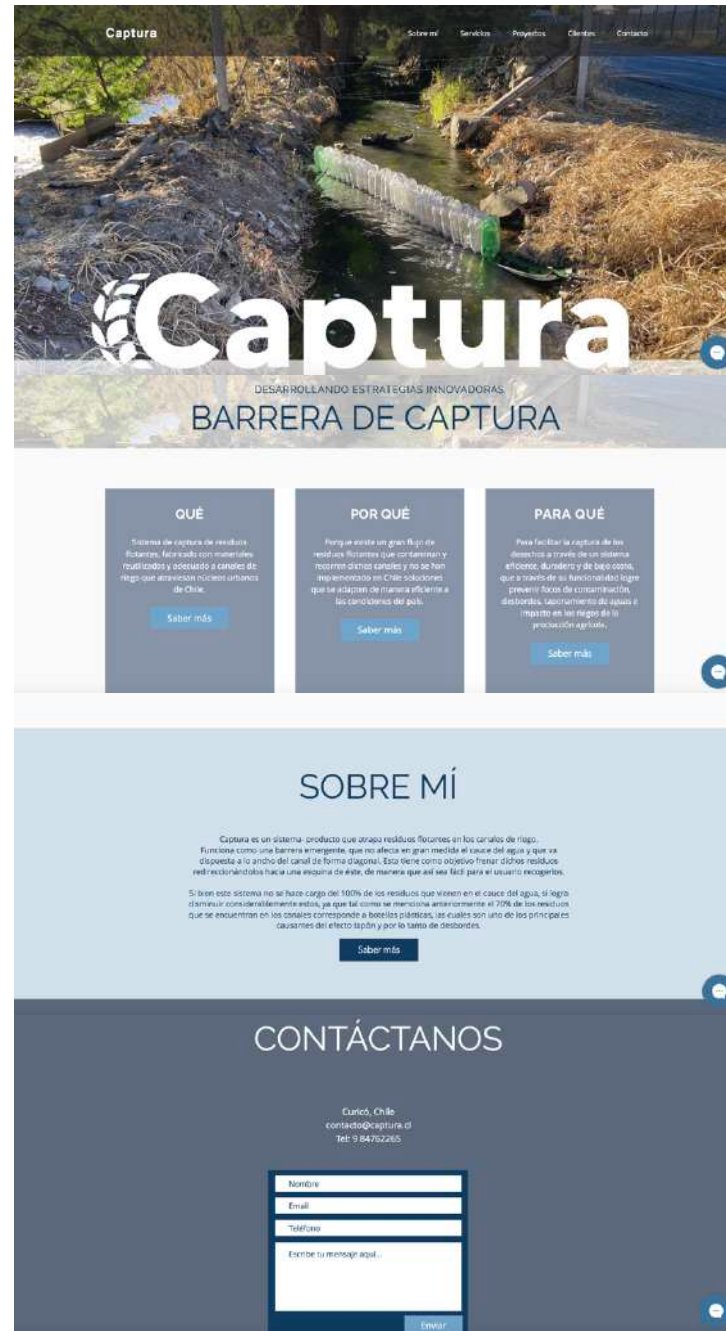 Captura
Sobre mí Servicios Proyectos Clientes Contacto
Captura
DESARROLLANDO ESTRATEGIAS INNOVADORAS
BARRERA DE CAPTURA
QUÉ
Sistema de captura de residuos
flotantes, fabricado con materiales
reutilizados y adecuado a canales de
riego que atraviesan núcleos urbanos
de Chile.
Saber más
POR QUÉ
Porque existe un gran flujo de
residuos flotantes que contaminan y
recorren dichos canales y no se han
implementado en Chile soluciones
que se adapten de manera eficiente a
las condiciones del país.
Saber más
PARA QUÉ
Para facilitar la captura de los
desechos a través de un sistema
eficiente, duradero y de bajo costo,
que a través de su funcionalidad logre
prevenir focos de contaminación,
desbordes, taponamiento de aguas e
impacto en los riegos de la
producción agrícola.
Saber más
SOBRE MÍ
Captura es un sistema- producto que atrapa residuos flotantes en los canales de riego.
Funciona como una barrera emergente, que no afecta en gran medida el cauce del agua y que va
dispuesta a lo ancho del canal de forma diagonal. Esta tiene como objetivo frenar dichos residuos
redireccionándolos hacia una esquina de éste, de manera que así sea fácil para el usuario recogerlos.
Si bien este sistema no se hace cargo del 100% de los residuos que vienen en el cauce del agua, si logra
disminuir considerablemente estos, ya que tal como se menciona anteriormente el 70% de los residuos
que se encuentran en los canales corresponde a botellas plásticas, las cuales son uno de los principales
causantes del efecto tapón y por lo tanto de desbordes.
Saber más
CONTÁCTANOS
Curicó, Chile
contacto@captura.cl
Tel: 9 84762265
Nombre
Email
Teléfono
Escribe tu mensaje aquí...
Enviar